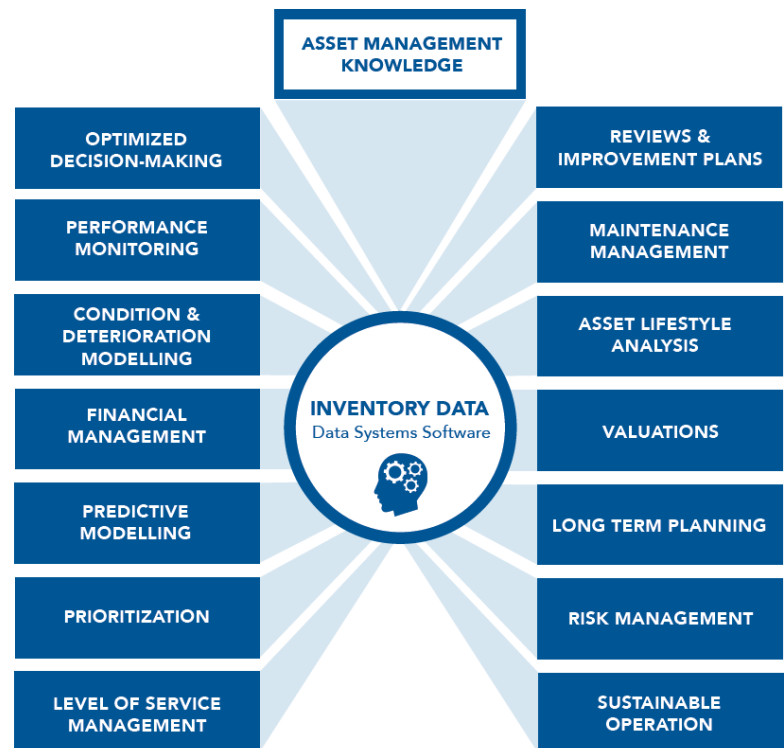 ASSET MANAGEMENT
KNOWLEDGE
OPTIMIZED
DECISION-MAKING
PERFORMANCE
MONITORING
CONDITION &
DETERIORATION
MODELLING
FINANCIAL
MANAGEMENT
PREDICTIVE
MODELLING
PRIORITIZATION
LEVEL OF SERVICE
MANAGEMENT
INVENTORY DATA
Data Systems Software
REVIEWS &
IMPROVEMENT PLANS
MAINTENANCE
MANAGEMENT
ASSET LIFESTYLE
ANALYSIS
VALUATIONS
LONG TERM PLANNING
RISK MANAGEMENT
SUSTAINABLE
OPERATION